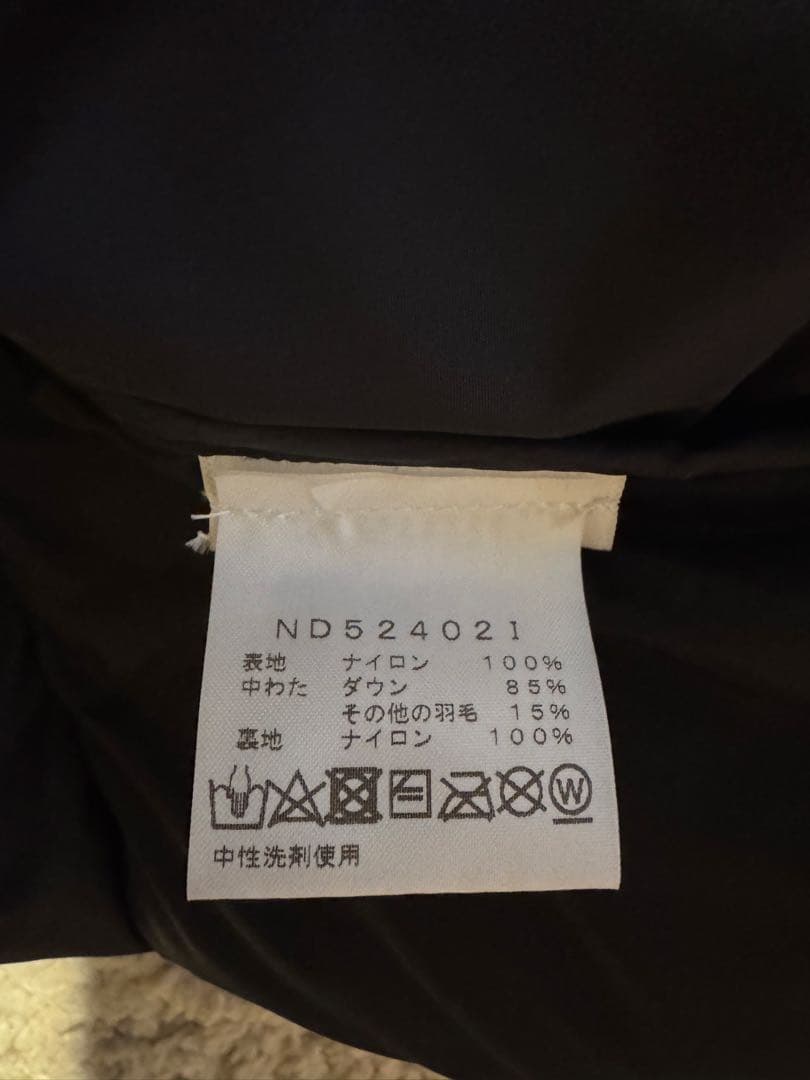 ND52402I
表地 ナイロン 100%
中わた ダウン 85%
その他の羽毛 15%
裏地 ナイロン 100%
W
中性洗剤使用